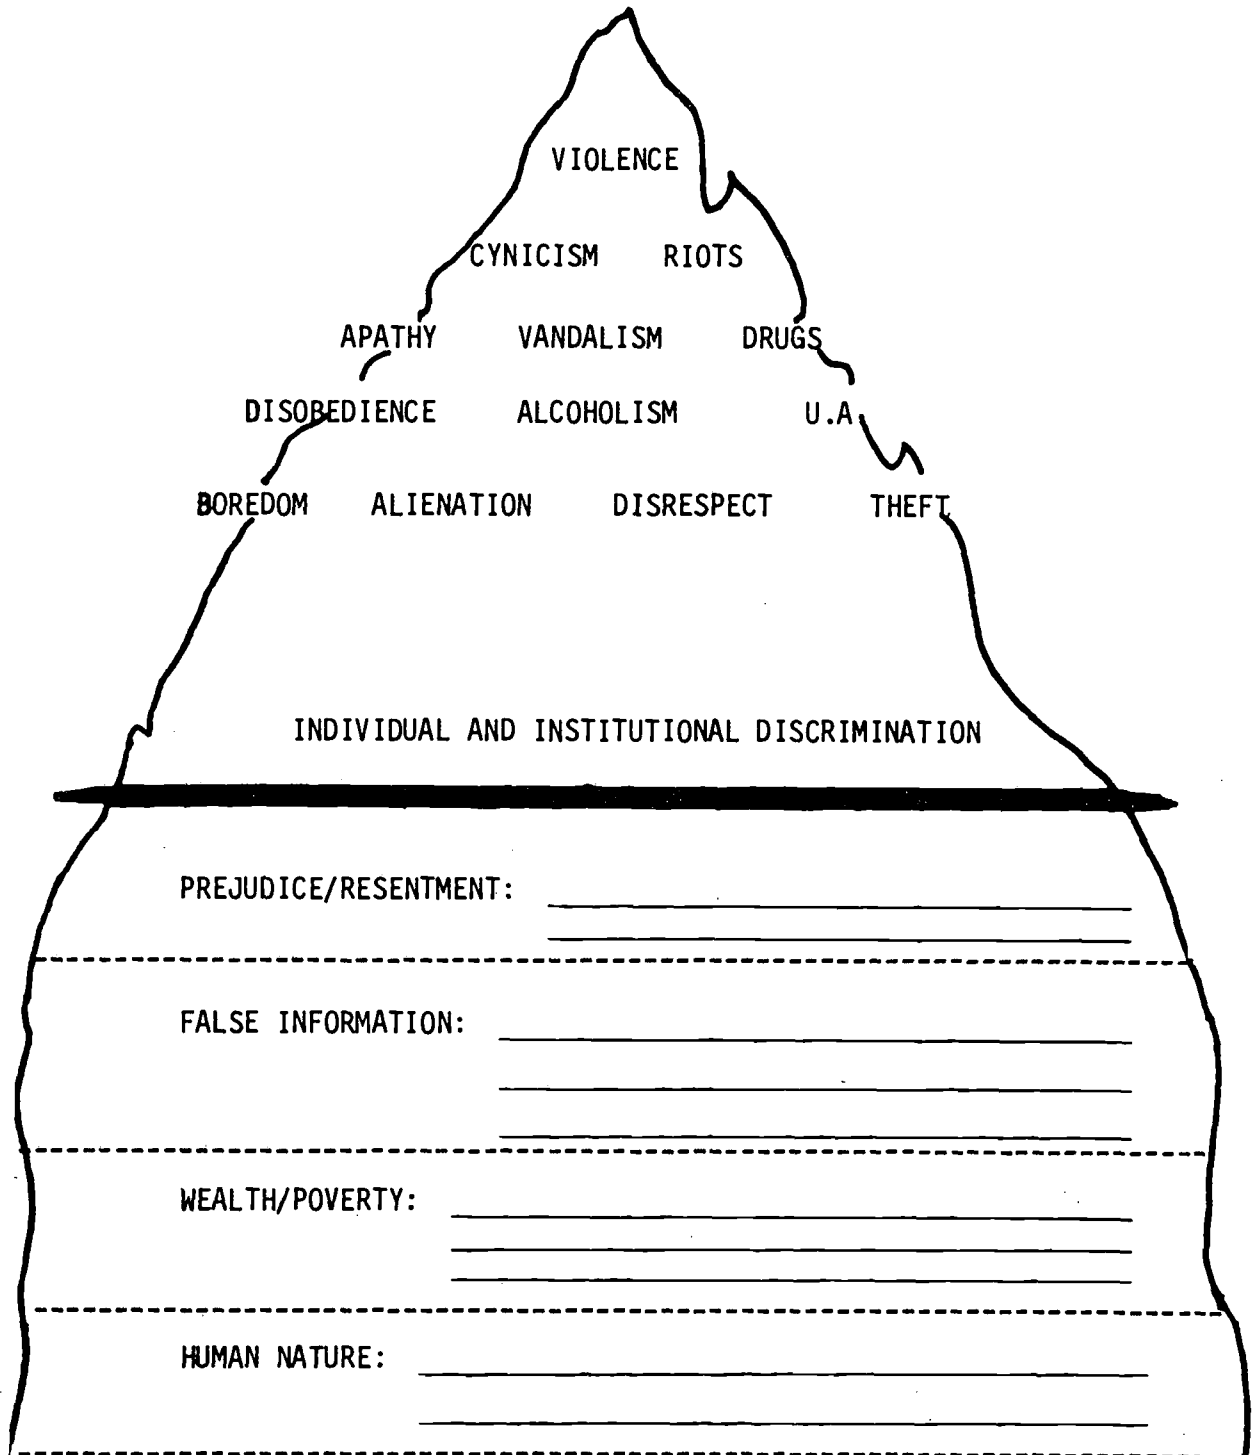 VIOLENCE
CYNICISM RIOTS
APATHY VANDALISM DRUGS
DISOBEDIENCE ALCOHOLISM U.A.
BOREDOM ALIENATION DISRESPECT THEFT
INDIVIDUAL AND INSTITUTIONAL DISCRIMINATION
PREJUDICE/RESENTMENT:
FALSE INFORMATION:
WEALTH/POVERTY:
HUMAN NATURE: